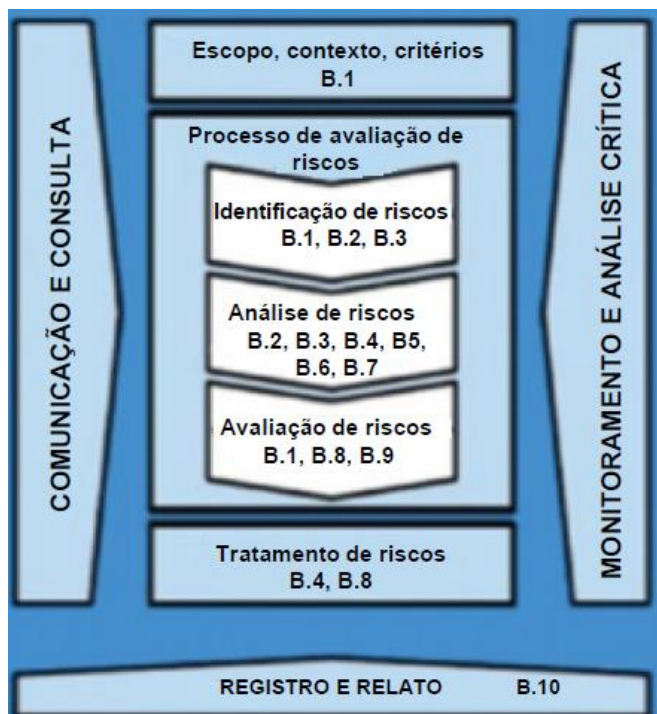 Escopo, contexto, critérios
B.1
COMUNICAÇÃO E CONSULTA
Processo de avaliação de
riscos
Identificação de riscos
B.1, B.2, B.3
Análise de riscos
B.2, B.3, B.4, B5,
B.6, B.7
Avaliação de riscos
B.1, B.8, B.9
Tratamento de riscos
B.4, B.8
MONITORAMENTO E ANÁLISE CRÍTICA
REGISTRO E RELATO B.10